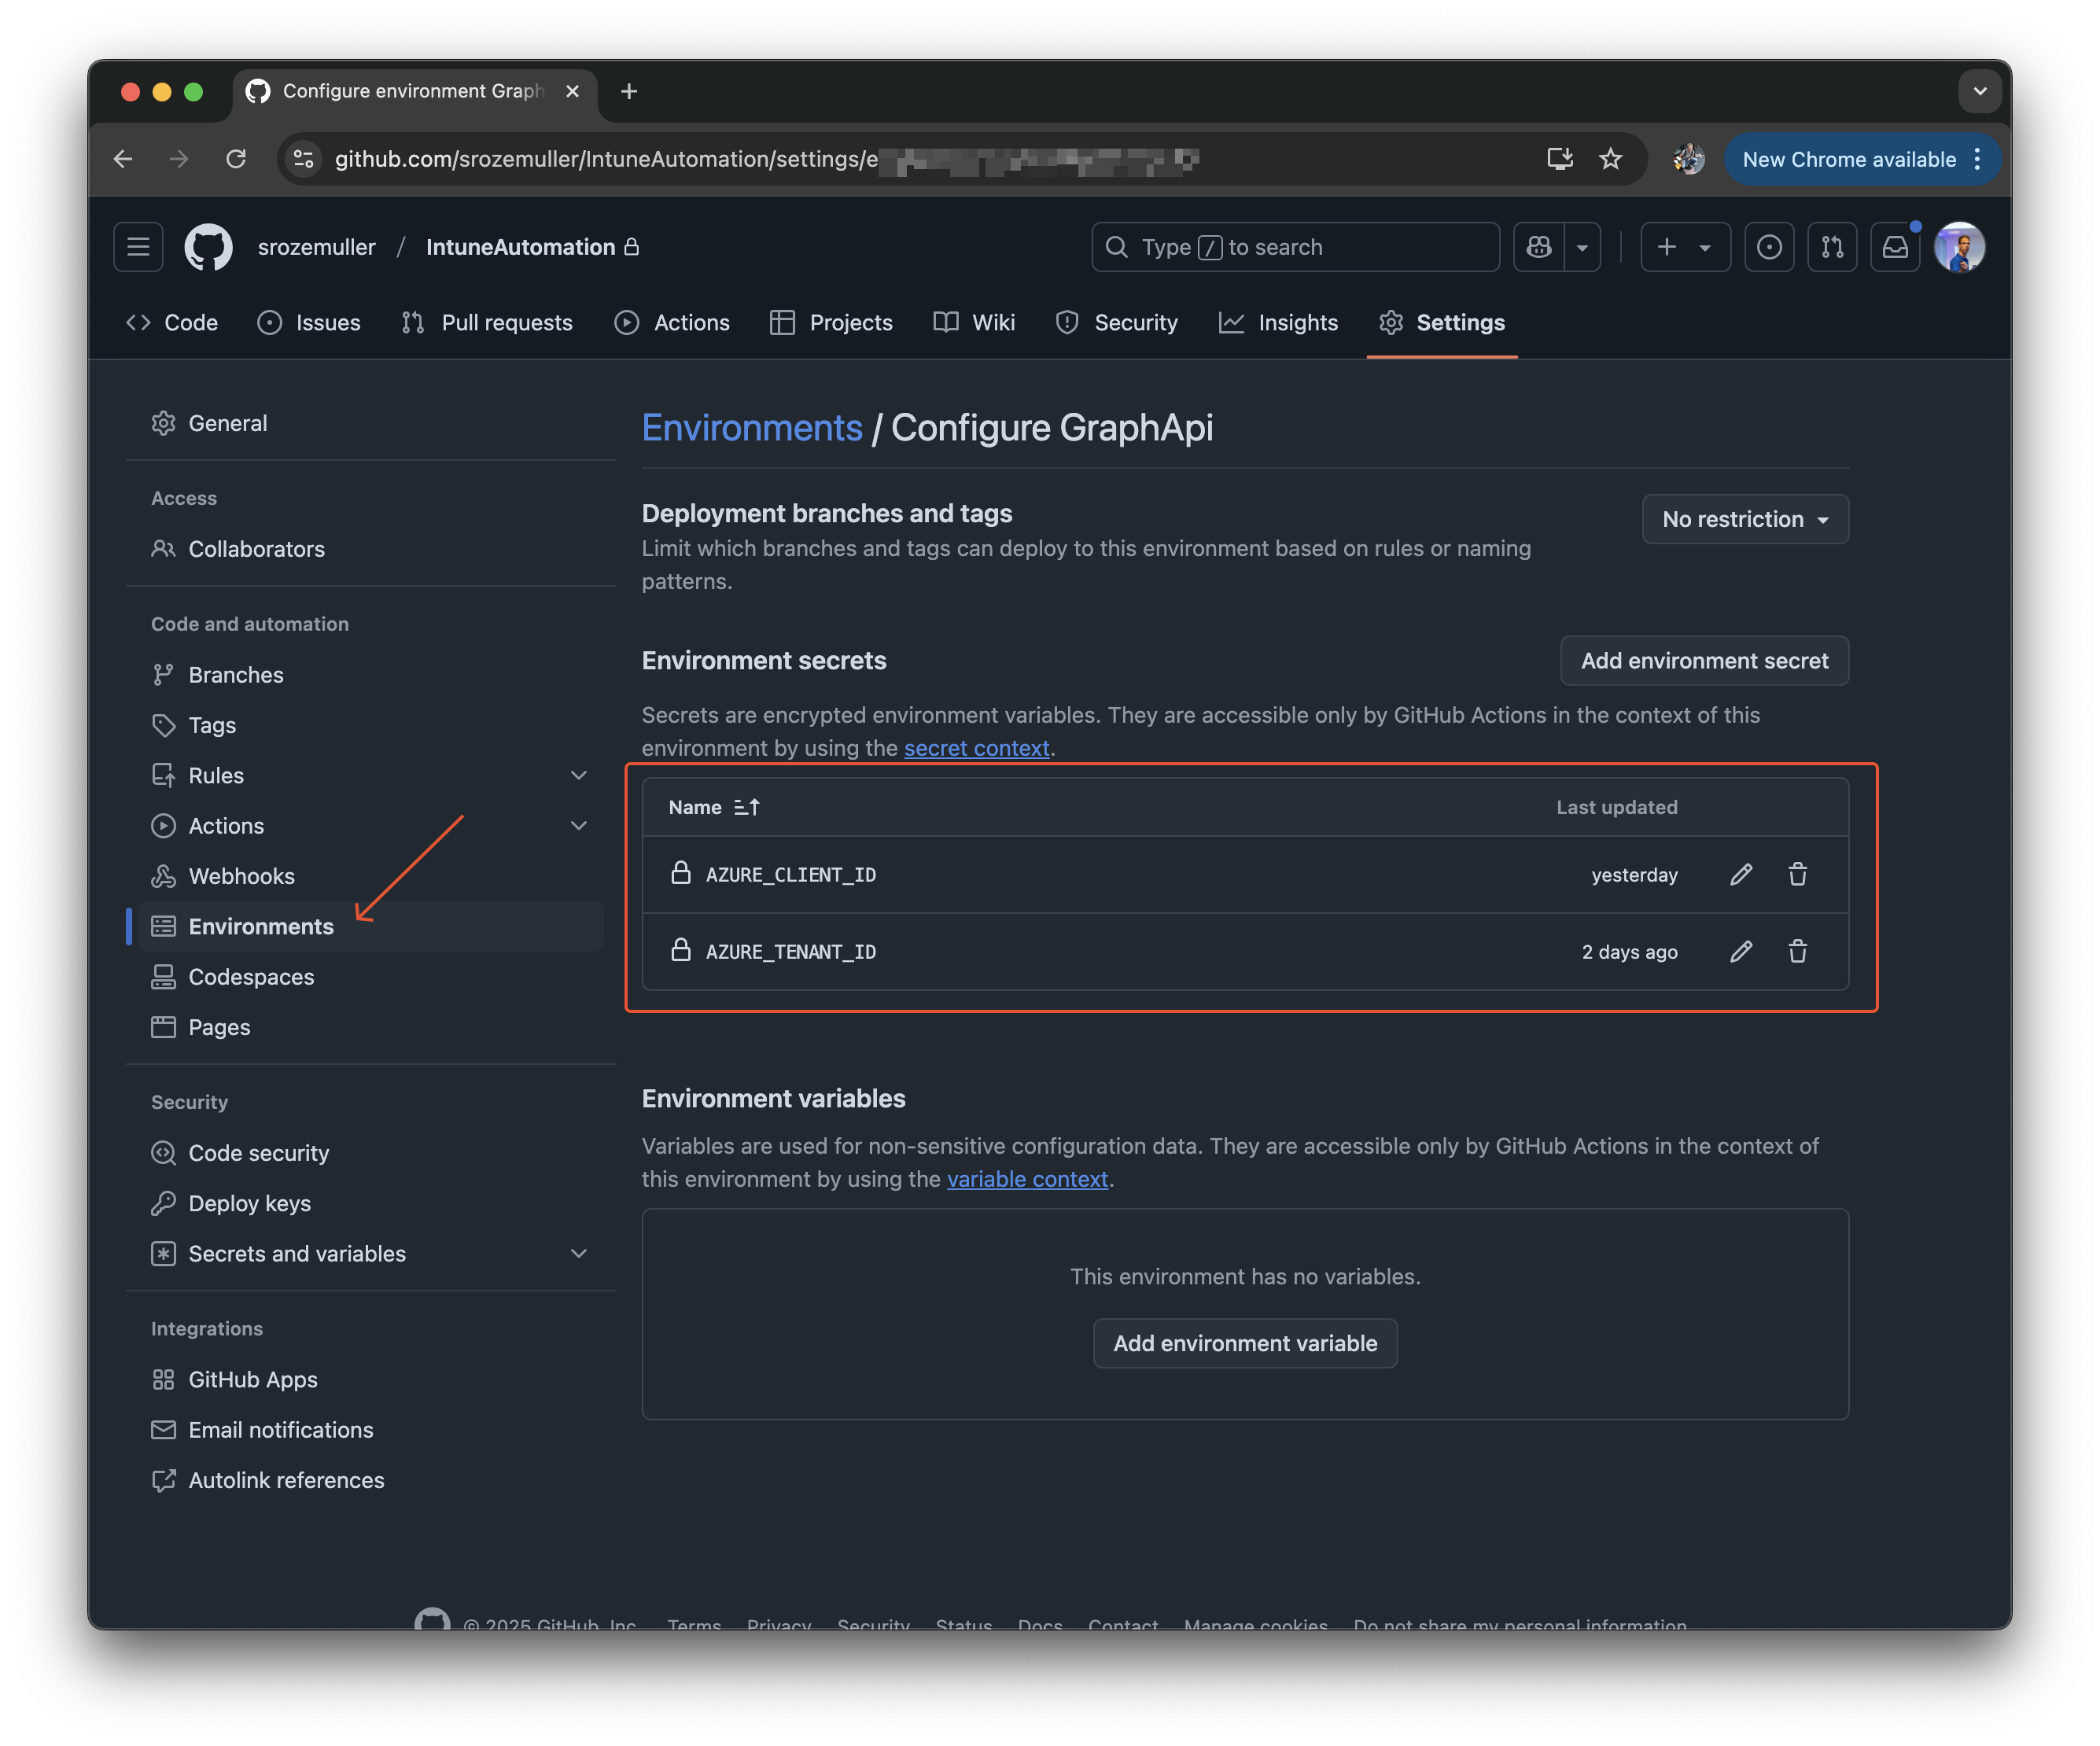 Configure environment Graph
github.com/srozemuller/IntuneAutomation/settings/e
New Chrome available
srozemuller / IntuneAutomation
Type / to search
Code
Issues
Pull requests
Actions
Projects
Wiki
Security
Insights
Settings
General
Access
Collaborators
Code and automation
Branches
Tags
Rules
Actions
Webhooks
Environments
Codespaces
Pages
Security
Code security
Deploy keys
Secrets and variables
Integrations
GitHub Apps
Email notifications
Autolink references
Environments / Configure GraphApi
Deployment branches and tags
No restriction
Limit which branches and tags can deploy to this environment based on rules or naming
patterns.
Environment secrets
Add environment secret
Secrets are encrypted environment variables. They are accessible only by GitHub Actions in the context of this
environment by using the secret context.
Name
Last updated
AZURE_CLIENT_ID
yesterday
AZURE_TENANT_ID
2 days ago
Environment variables
Variables are used for non-sensitive configuration data. They are accessible only by GitHub Actions in the context of
this environment by using the variable context.
This environment has no variables.
Add environment variable
© 2025 GitHub, Inc.
Terms
Privacy
Security
Status
Docs
Contact
Manage cookies
Do not share my personal information